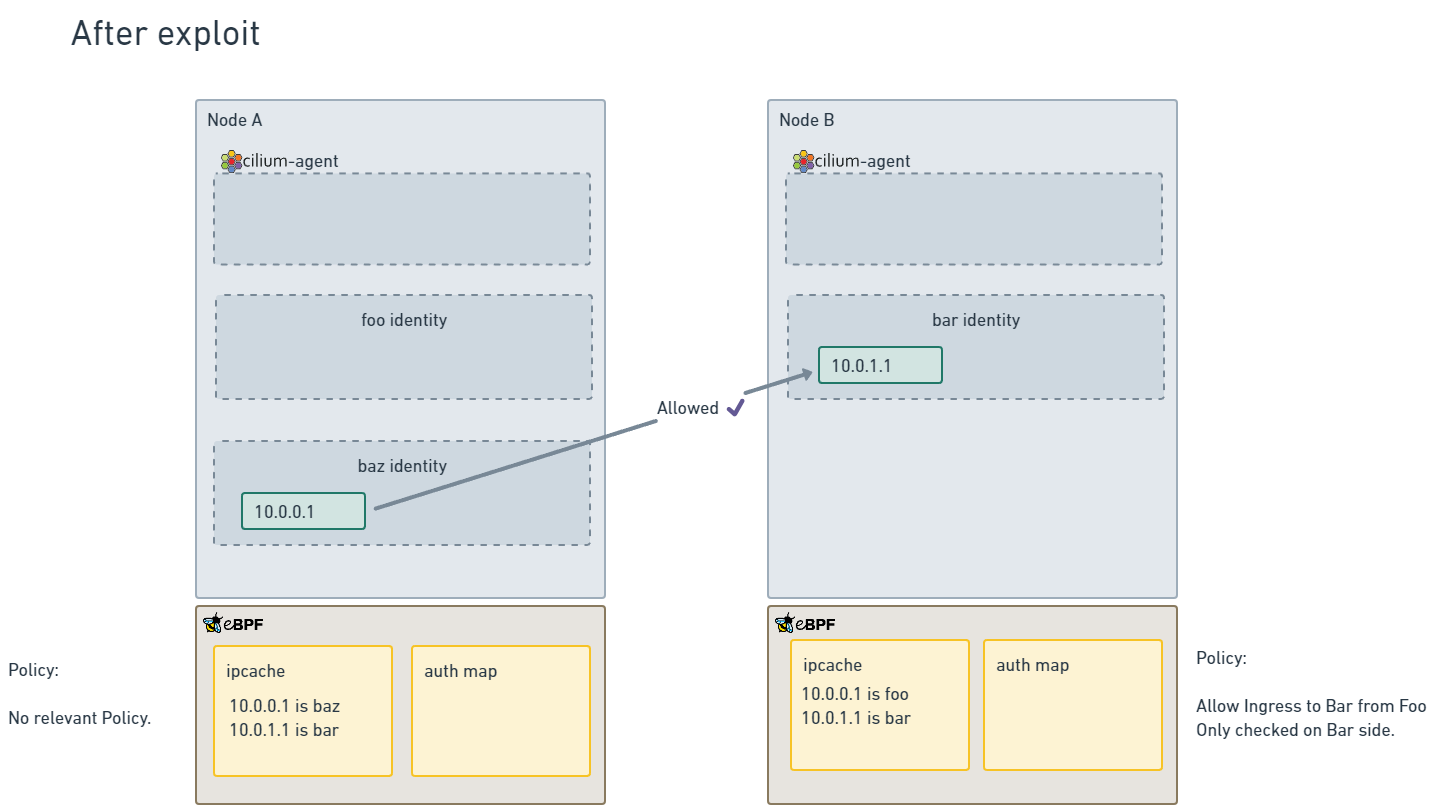 After exploit
Node A
cilium-agent
foo identity
baz identity
10.0.0.1
Allowed
Node B
cilium-agent
bar identity
10.0.1.1
eBPF
ipcache
10.0.0.1 is baz
10.0.1.1 is bar
auth map
eBPF
ipcache
10.0.0.1 is foo
10.0.1.1 is bar
auth map
Policy:
No relevant Policy.
Policy:
Allow Ingress to Bar from Foo
Only checked on Bar side.